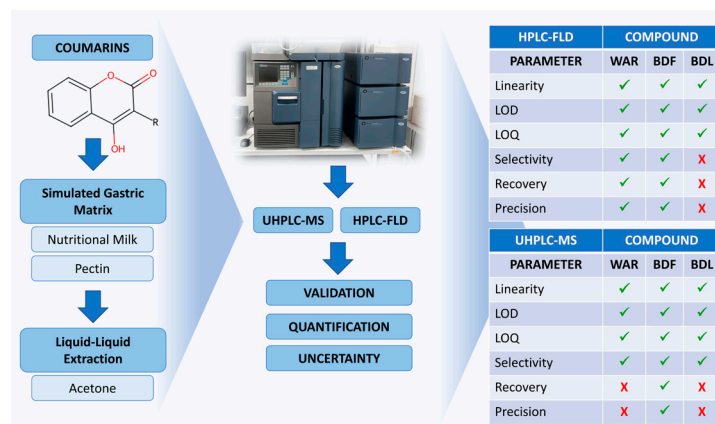 COUMARINS
O
O
R
OH
Simulated Gastric
Matrix
Nutritional Milk
Pectin
Liquid-Liquid
Extraction
Acetone
UHPLC-MS HPLC-FLD
VALIDATION
QUANTIFICATION
UNCERTAINTY
HPLC-FLD COMPOUND
PARAMETER WAR BDF BDL
Linearity ✓ ✓ ✓
LOD ✓ ✓ ✓
LOQ ✓ ✓ ✓
Selectivity ✓ ✓ X
Recovery ✓ ✓ X
Precision ✓ ✓ X
UHPLC-MS COMPOUND
PARAMETER WAR BDF BDL
Linearity ✓ ✓ ✓
LOD ✓ ✓ ✓
LOQ ✓ ✓ ✓
Selectivity ✓ ✓ ✓
Recovery X ✓ X
Precision X ✓ X